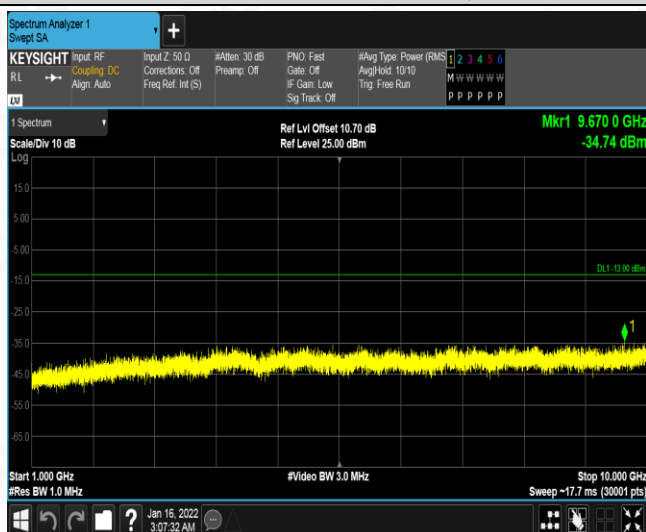 Spectrum Analyzer 1
Swept SA
KEYSIGHT
RL
Input: RF
Coupling: DC
Align: Auto
Input Z: 50 Ω
Corrections: Off
Freq Ref: Int (S)
#Atten: 30 dB
Preamp: Off
PNO: Fast
Gate: Off
IF Gain: Low
Sig Track: Off
#Avg Type: Power (RMS
Avg|Hold: 10/10
Trig: Free Run
1 2 3 4 5 6
M W W W W W
P P P P P P
1 Spectrum
Scale/Div 10 dB
Ref Lvl Offset 10.70 dB
Ref Level 25.00 dBm
Mkr1 9.670 0 GHz
-34.74 dBm
Log
15.0
5.00
-5.00
DL1 -13.00 dBm
-15.0
-25.0
1
-35.0
-45.0
-55.0
-65.0
Start 1.000 GHz
#Video BW 3.0 MHz
Stop 10.000 GHz
#Res BW 1.0 MHz
Sweep ~17.7 ms (30001 pts)
?
Jan 16, 2022
3:07:32 AM